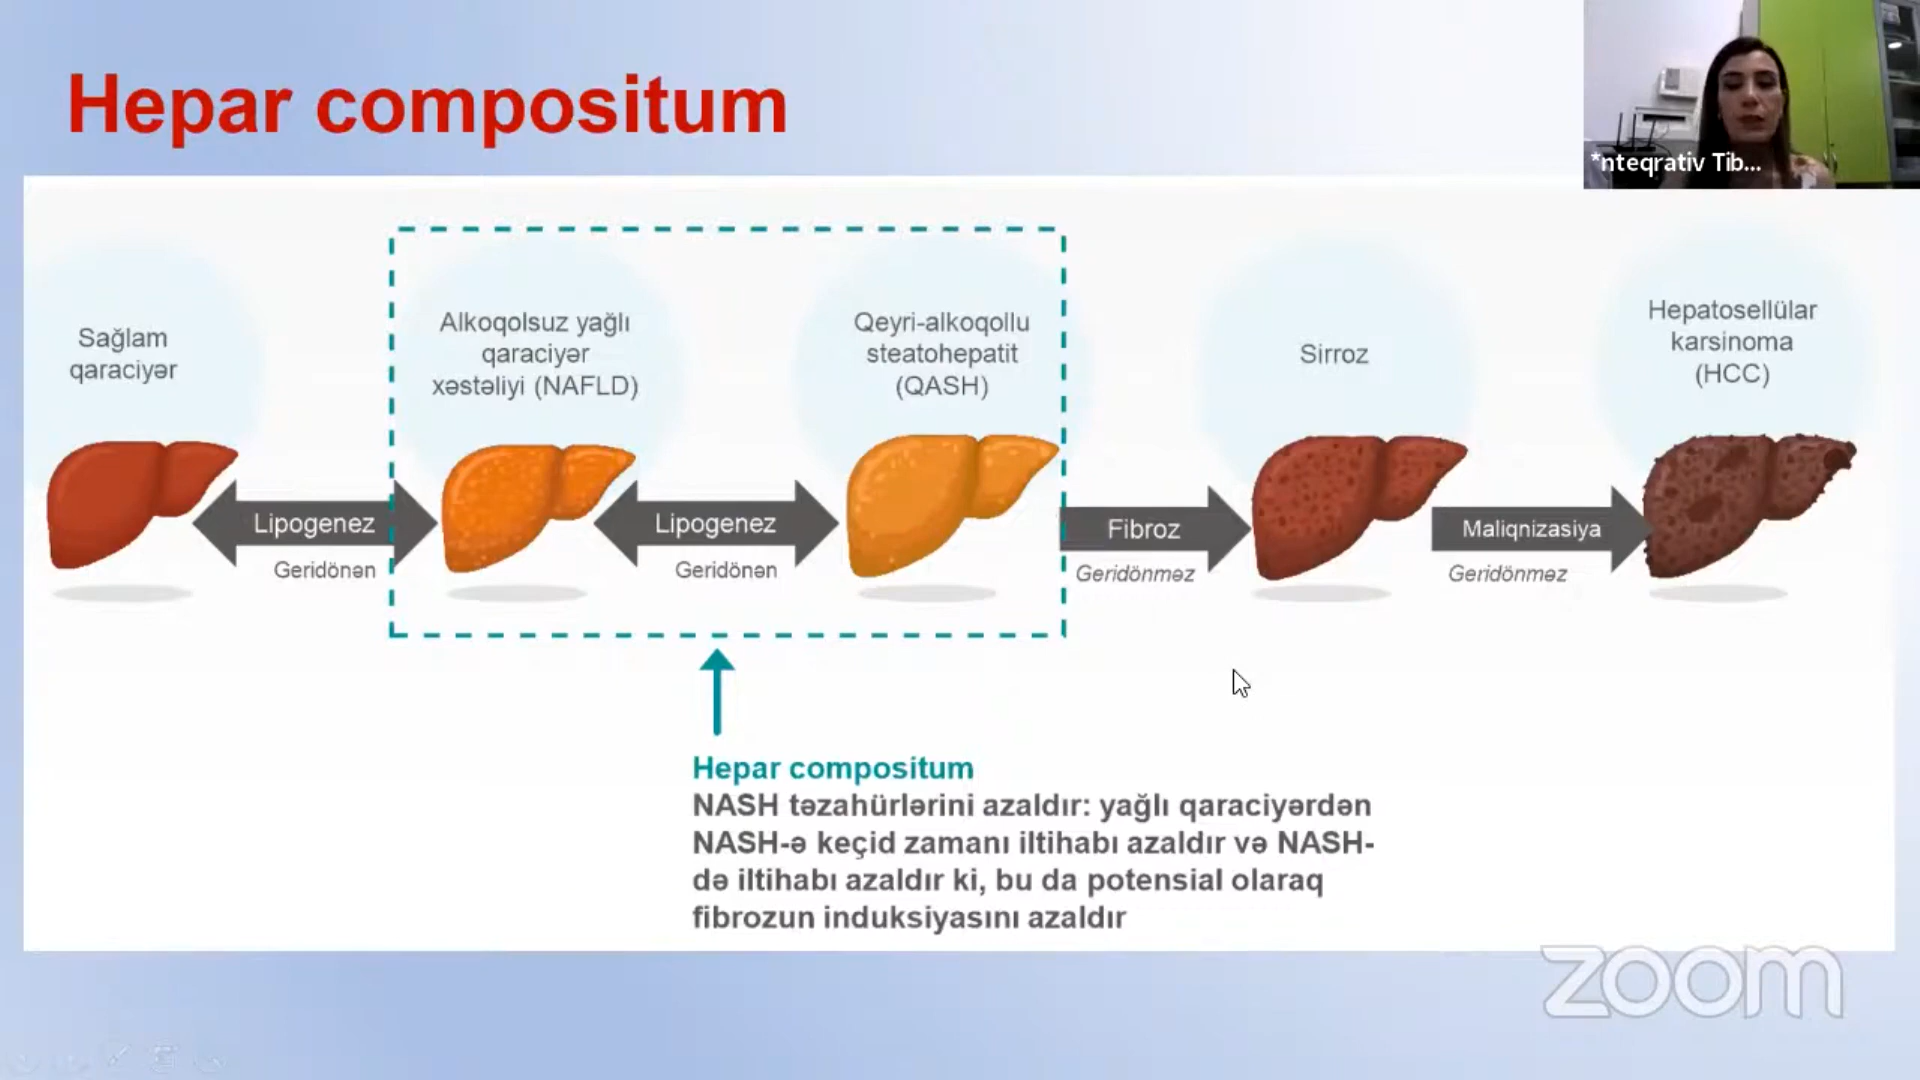 Hepar compositum
*nteqrativ Tib...
Sağlam
qaraciyər
Alkoqolsuz yağlı
qaraciyər
xəstəliyi (NAFLD)
Qeyri-alkoqollu
steatohepatit
(QASH)
Sirroz
Hepatosellülar
karsinoma
(HCC)
Lipogenez
Geridönən
Lipogenez
Geridönən
Fibroz
Geridönməz
Maliqnizasiya
Geridönməz
Hepar compositum
NASH təzahürlərini azaldır: yağlı qaraciyərdən
NASH-ə keçid zamanı iltihabı azaldır və NASH-
də iltihabı azaldır ki, bu da potensial olaraq
fibrozun induksiyasını azaldır
zoom